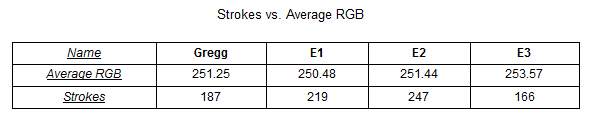 Strokes vs. Average RGB
Name Gregg E1 E2 E3
Average RGB 251.25 250.48 251.44 253.57
Strokes 187 219 247 166